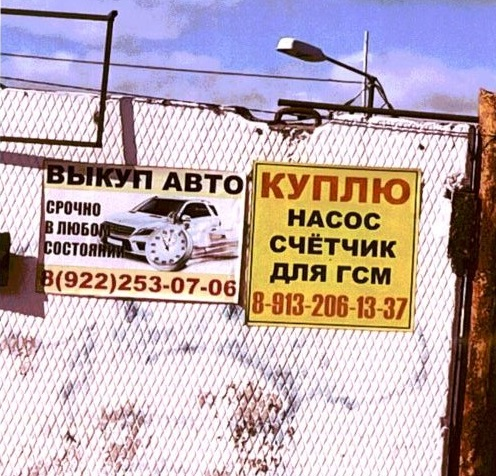 ВЫКУП АВТО
СРОЧНО
В ЛЮБОМ
СОСТОЯНИИ
8(922)253-07-06
КУПЛЮ
НАСОС
СЧЁТЧИК
ДЛЯ ГСМ
8-913-206-13-37